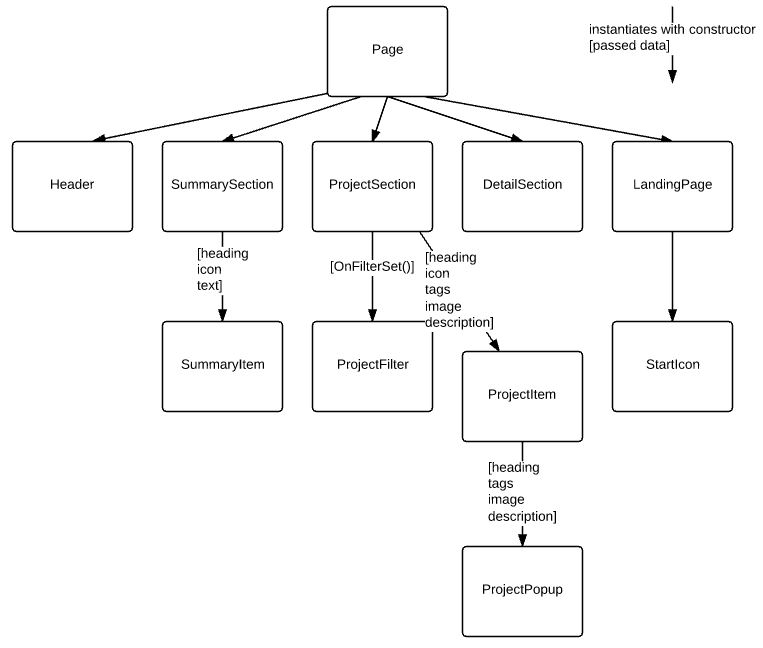 Page
instantiates with constructor
[passed data]
Header
SummarySection
ProjectSection
DetailSection
LandingPage
[heading
icon
text]
[OnFilterSet()]
[heading
icon
tags
image
description]
SummaryItem
ProjectFilter
ProjectItem
StartIcon
[heading
tags
image
description]
ProjectPopup